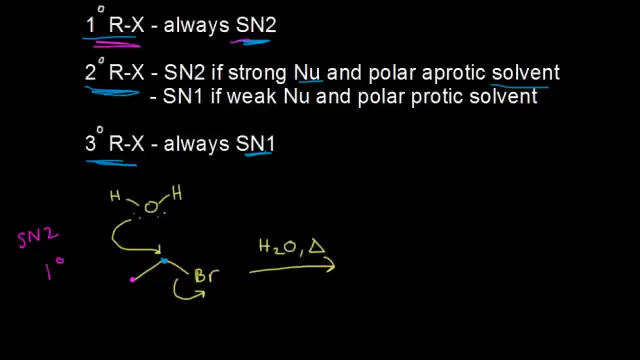 1° R-X - always SN2
2° R-X - SN2 if strong Nu and polar aprotic solvent
- SN1 if weak Nu and polar protic solvent
3° R-X - always SN1
H H
O
SN2
1°
Br
H₂O, Δ